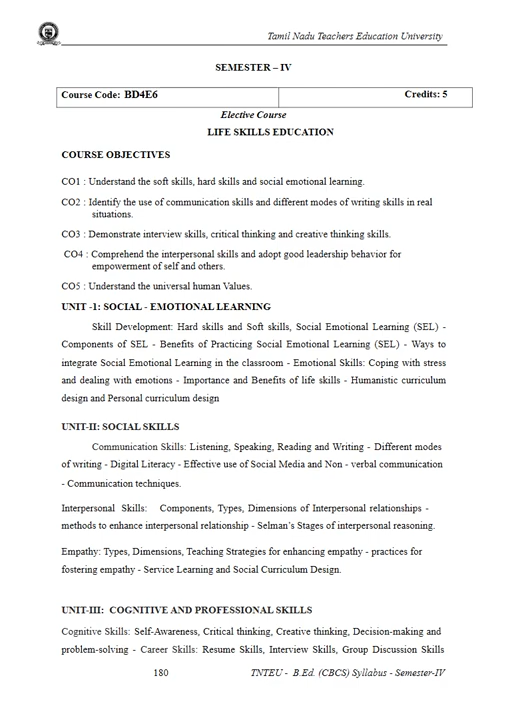 Tamil Nadu Teachers Education University
SEMESTER – IV
Course Code: BD4E6 Credits: 5
Elective Course
LIFE SKILLS EDUCATION
COURSE OBJECTIVES
CO1 : Understand the soft skills, hard skills and social emotional learning.
CO2 : Identify the use of communication skills and different modes of writing skills in real
situations.
CO3 : Demonstrate interview skills, critical thinking and creative thinking skills.
CO4 : Comprehend the interpersonal skills and adopt good leadership behavior for
empowerment of self and others.
CO5 : Understand the universal human Values.
UNIT -1: SOCIAL - EMOTIONAL LEARNING
Skill Development: Hard skills and Soft skills, Social Emotional Learning (SEL) -
Components of SEL - Benefits of Practicing Social Emotional Learning (SEL) - Ways to
integrate Social Emotional Learning in the classroom - Emotional Skills: Coping with stress
and dealing with emotions - Importance and Benefits of life skills - Humanistic curriculum
design and Personal curriculum design
UNIT-II: SOCIAL SKILLS
Communication Skills: Listening, Speaking, Reading and Writing - Different modes
of writing - Digital Literacy - Effective use of Social Media and Non - verbal communication
- Communication techniques.
Interpersonal Skills: Components, Types, Dimensions of Interpersonal relationships -
methods to enhance interpersonal relationship - Selman's Stages of interpersonal reasoning.
Empathy: Types, Dimensions, Teaching Strategies for enhancing empathy - practices for
fostering empathy - Service Learning and Social Curriculum Design.
UNIT-III: COGNITIVE AND PROFESSIONAL SKILLS
Cognitive Skills: Self-Awareness, Critical thinking, Creative thinking, Decision-making and
problem-solving - Career Skills: Resume Skills, Interview Skills, Group Discussion Skills
180 TNTEU - B.Ed. (CBCS) Syllabus - Semester-IV